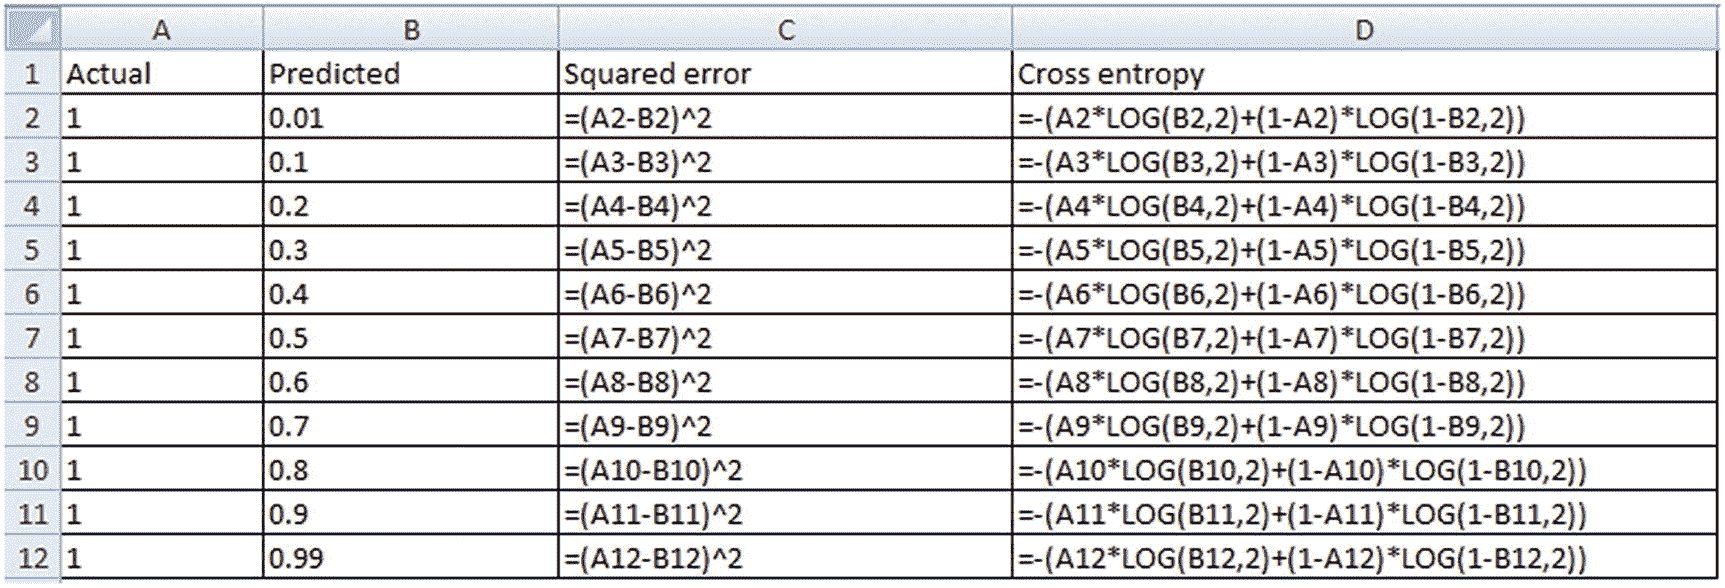 A B C D
1 Actual Predicted Squared error Cross entropy
2 1 0.01 =(A2-B2)^2 =-(A2*LOG(B2,2)+(1-A2)*LOG(1-B2,2))
3 1 0.1 =(A3-B3)^2 =-(A3*LOG(B3,2)+(1-A3)*LOG(1-B3,2))
4 1 0.2 =(A4-B4)^2 =-(A4*LOG(B4,2)+(1-A4)*LOG(1-B4,2))
5 1 0.3 =(A5-B5)^2 =-(A5*LOG(B5,2)+(1-A5)*LOG(1-B5,2))
6 1 0.4 =(A6-B6)^2 =-(A6*LOG(B6,2)+(1-A6)*LOG(1-B6,2))
7 1 0.5 =(A7-B7)^2 =-(A7*LOG(B7,2)+(1-A7)*LOG(1-B7,2))
8 1 0.6 =(A8-B8)^2 =-(A8*LOG(B8,2)+(1-A8)*LOG(1-B8,2))
9 1 0.7 =(A9-B9)^2 =-(A9*LOG(B9,2)+(1-A9)*LOG(1-B9,2))
10 1 0.8 =(A10-B10)^2 =-(A10*LOG(B10,2)+(1-A10)*LOG(1-B10,2))
11 1 0.9 =(A11-B11)^2 =-(A11*LOG(B11,2)+(1-A11)*LOG(1-B11,2))
12 1 0.99 =(A12-B12)^2 =-(A12*LOG(B12,2)+(1-A12)*LOG(1-B12,2))